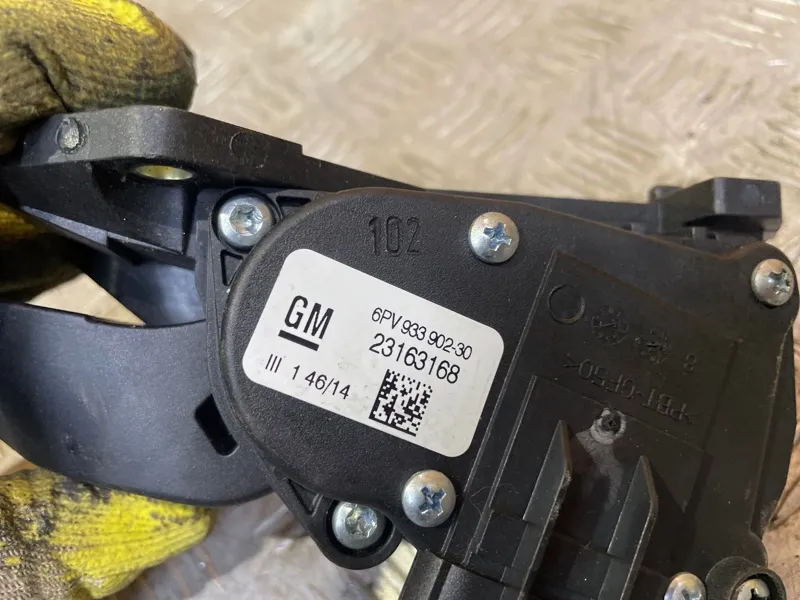 102
GM
6PV 933 902-30
23163168
III 1 46/14
>PBT-GF50<